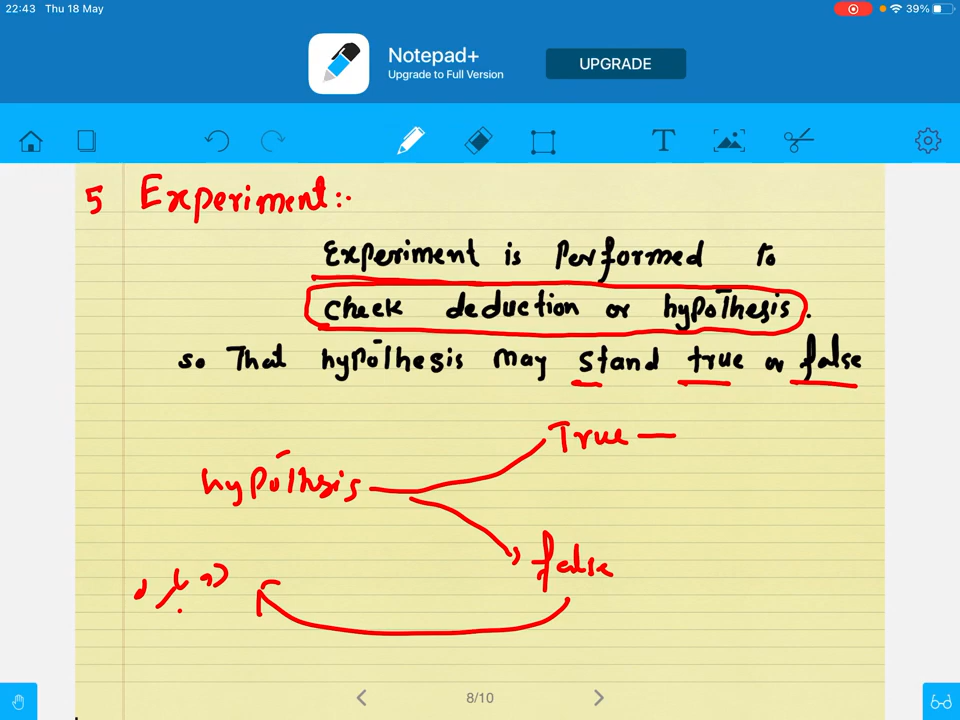 22:43 Thu 18 May
39%
Notepad+
Upgrade to Full Version
UPGRADE
T
5 Experiment:-
Experiment is performed to
check deduction or hypothesis.
so That hypothesis may stand true or false
True —
hypothesis
false
8/10